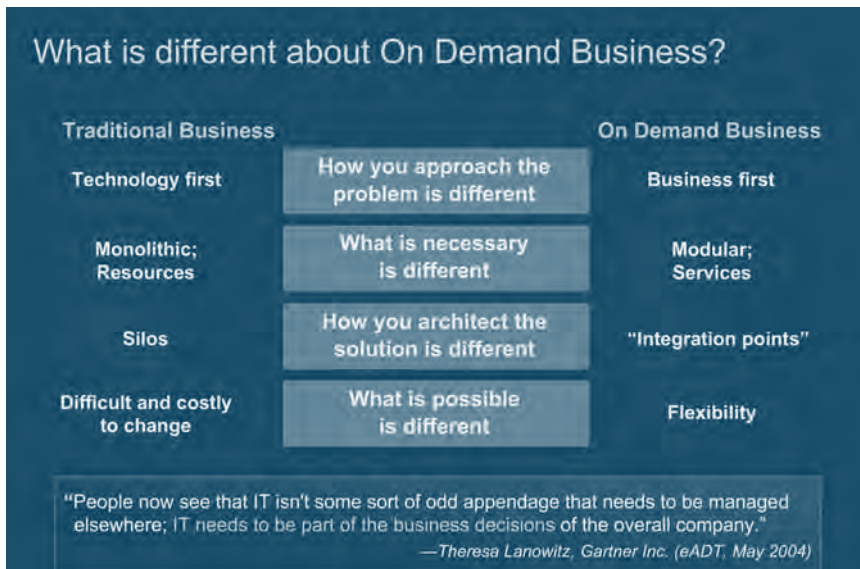 What is different about On Demand Business?
Traditional Business
On Demand Business
Technology first
How you approach the
problem is different
Business first
Monolithic;
Resources
What is necessary
is different
Modular;
Services
Silos
How you architect the
solution is different
“Integration points”
Difficult and costly
to change
What is possible
is different
Flexibility
“People now see that IT isn't some sort of odd appendage that needs to be managed
elsewhere; IT needs to be part of the business decisions of the overall company.”
—Theresa Lanowitz, Gartner Inc. (eADT, May 2004)